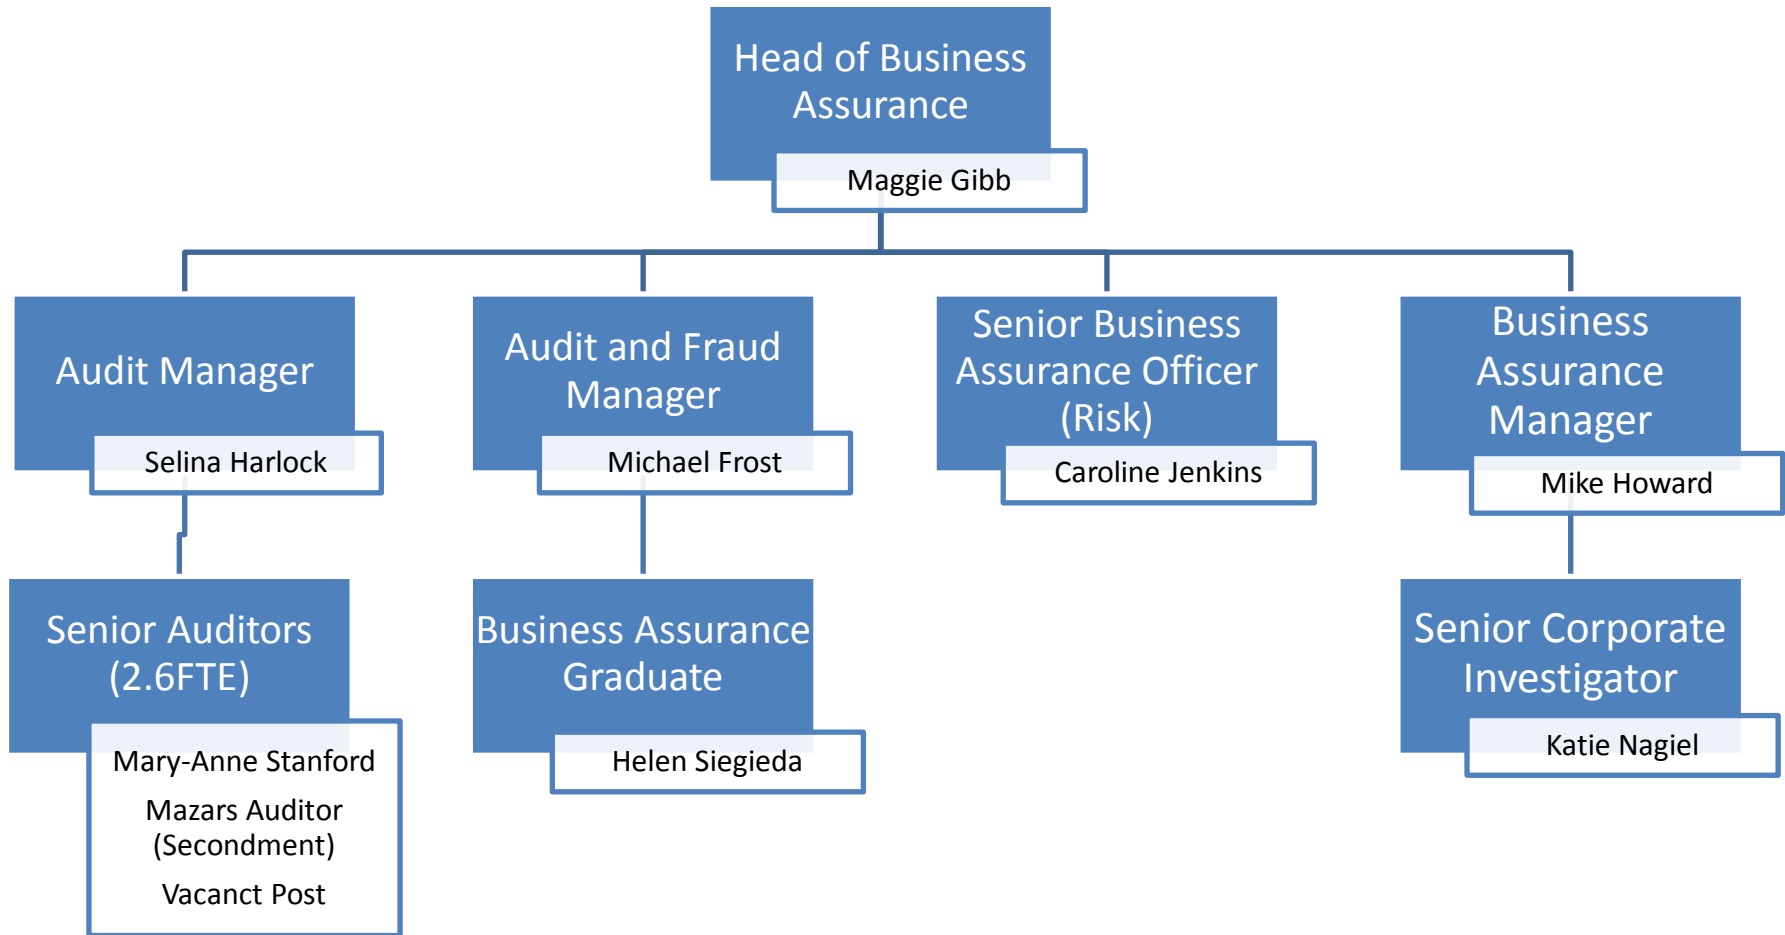 Head of Business
Assurance
Maggie Gibb
Audit Manager
Selina Harlock
Audit and Fraud
Manager
Michael Frost
Senior Business
Assurance Officer
(Risk)
Caroline Jenkins
Business
Assurance
Manager
Mike Howard
Senior Auditors
(2.6FTE)
Mary-Anne Stanford
Mazars Auditor
(Secondment)
Vacanct Post
Business Assurance
Graduate
Helen Siegieda
Senior Corporate
Investigator
Katie Nagiel